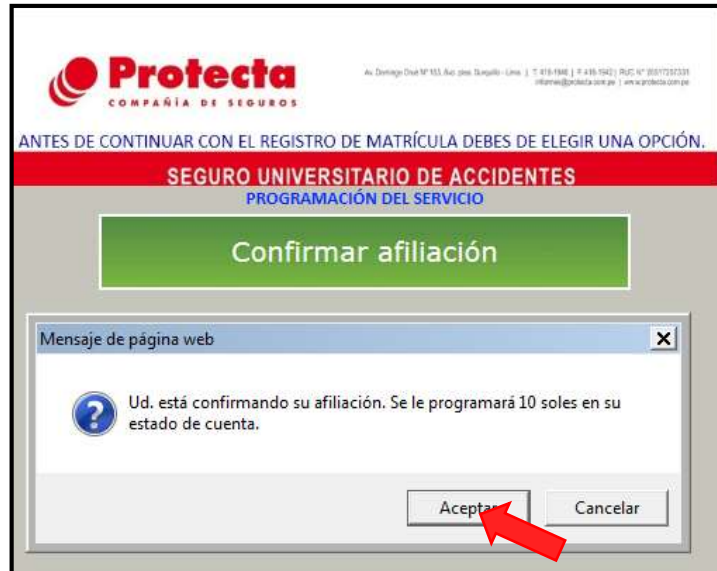 Protecta
COMPAÑÍA DE SEGUROS
ANTES DE CONTINUAR CON EL REGISTRO DE MATRÍCULA DEBES DE ELEGIR UNA OPCIÓN.
SEGURO UNIVERSITARIO DE ACCIDENTES
PROGRAMACIÓN DEL SERVICIO
Confirmar afiliación
Mensaje de página web
Ud. está confirmando su afiliación. Se le programará 10 soles en su
estado de cuenta.
Aceptar Cancelar